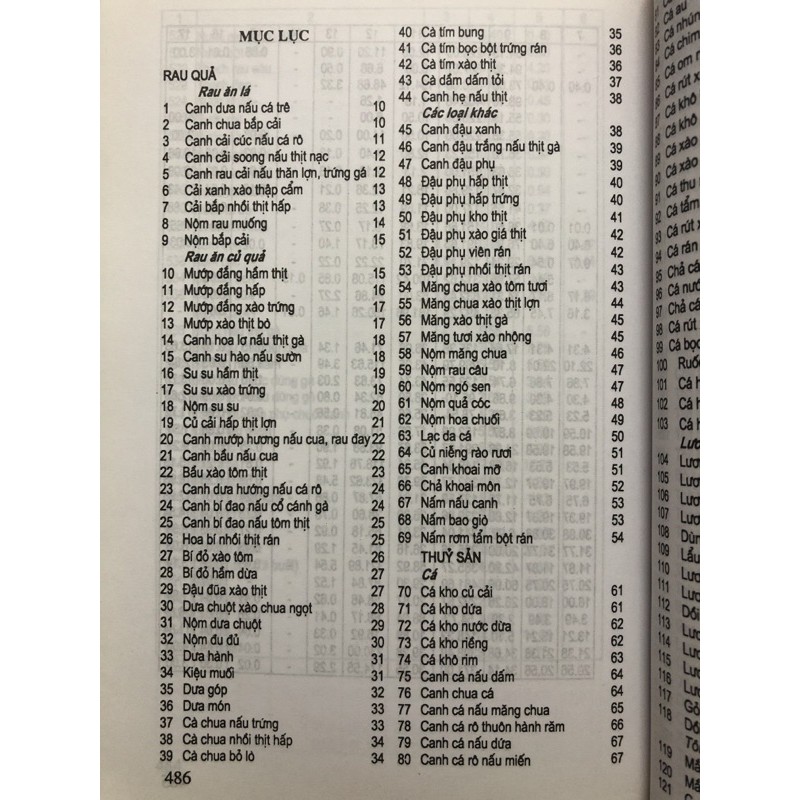 MỤC LỤC
RAU QUẢ
Rau ăn lá
1 Canh dưa nấu cá trê 10
2 Canh chua bắp cải 10
3 Canh cải cúc nấu cá rô 11
4 Canh cải soong nấu thịt nạc 12
5 Canh rau cải nấu thăn lợn, trứng gá 12
6 Cải xanh xào thập cẩm 13
7 Cải bắp nhồi thịt hấp 13
8 Nộm rau muống 14
9 Nộm bắp cải 15
Rau ăn củ quả
10 Mướp đắng hầm thịt 15
11 Mướp đắng hấp 16
12 Mướp đắng xào trứng 17
13 Mướp xào thịt bò 17
14 Canh hoa lơ nấu thịt gà 18
15 Canh su hào nấu sườn 18
16 Su su hầm thịt 19
17 Su su xào trứng 19
18 Nộm su su 20
19 Củ cải hấp thịt lợn 21
20 Canh mướp hương nấu cua, rau đay 22
21 Canh bầu nấu cua 22
22 Bầu xào tôm thịt 23
23 Canh dưa hướng nấu cá rô 24
24 Canh bí đao nấu cổ cánh gà 24
25 Canh bí đao nấu tôm thịt 25
26 Hoa bí nhồi thịt rán 25
27 Bí đỏ xào tôm 26
28 Bí đỏ hầm dừa 27
29 Đậu đũa xào thịt 27
30 Dưa chuột xào chua ngọt 28
31 Nộm dưa chuột 29
32 Nộm đu đủ 30
33 Dưa hành 31
34 Kiệu muối 31
35 Dưa góp 32
36 Dưa món 33
37 Cà chua nấu trứng 33
38 Cà chua nhồi thịt hấp 34
39 Cà chua bỏ lò 34
486
40 Cà tím bung 35
41 Cà tím bọc bột trứng rán 36
42 Cà tím xào thịt 36
43 Cà dầm dấm tỏi 37
44 Canh hẹ nấu thịt 38
Các loại khác
45 Canh đậu xanh 38
46 Canh đậu trắng nấu thịt gà 39
47 Canh đậu phụ 39
48 Đậu phụ hấp thịt 40
49 Đậu phụ hấp trứng 40
50 Đậu phụ kho thịt 41
51 Đậu phụ xào giá thịt 42
52 Đậu phụ viên rán 42
53 Đậu phụ nhồi thịt rán 43
54 Măng chua xào tôm tươi 43
55 Măng chua xào thịt lợn 44
56 Măng xào thịt gà 45
57 Măng tươi xào nhộng 45
58 Nộm măng chua 46
59 Nộm rau câu 47
60 Nộm ngó sen 47
61 Nộm quả cóc 48
62 Nộm hoa chuối 49
63 Lạc da cá 50
64 Củ niễng rào rươi 51
65 Canh khoai mỡ 51
66 Chả khoai môn 52
67 Nấm nấu canh 53
68 Nấm bao giò 53
69 Nấm rơm tẩm bột rán 54
THUỶ SẢN
Cá
70 Cá kho củ cải 61
71 Cá kho dứa 61
72 Cá kho nước dừa 62
73 Cá kho riềng 62
74 Cá khô rim 63
75 Canh cá nấu dấm 64
76 Canh chua cá 64
77 Canh cá nấu măng chua 65
78 Canh cá rô thuôn hành răm 66
79 Canh cá nấu dứa 67
80 Canh cá rô nấu miến 67